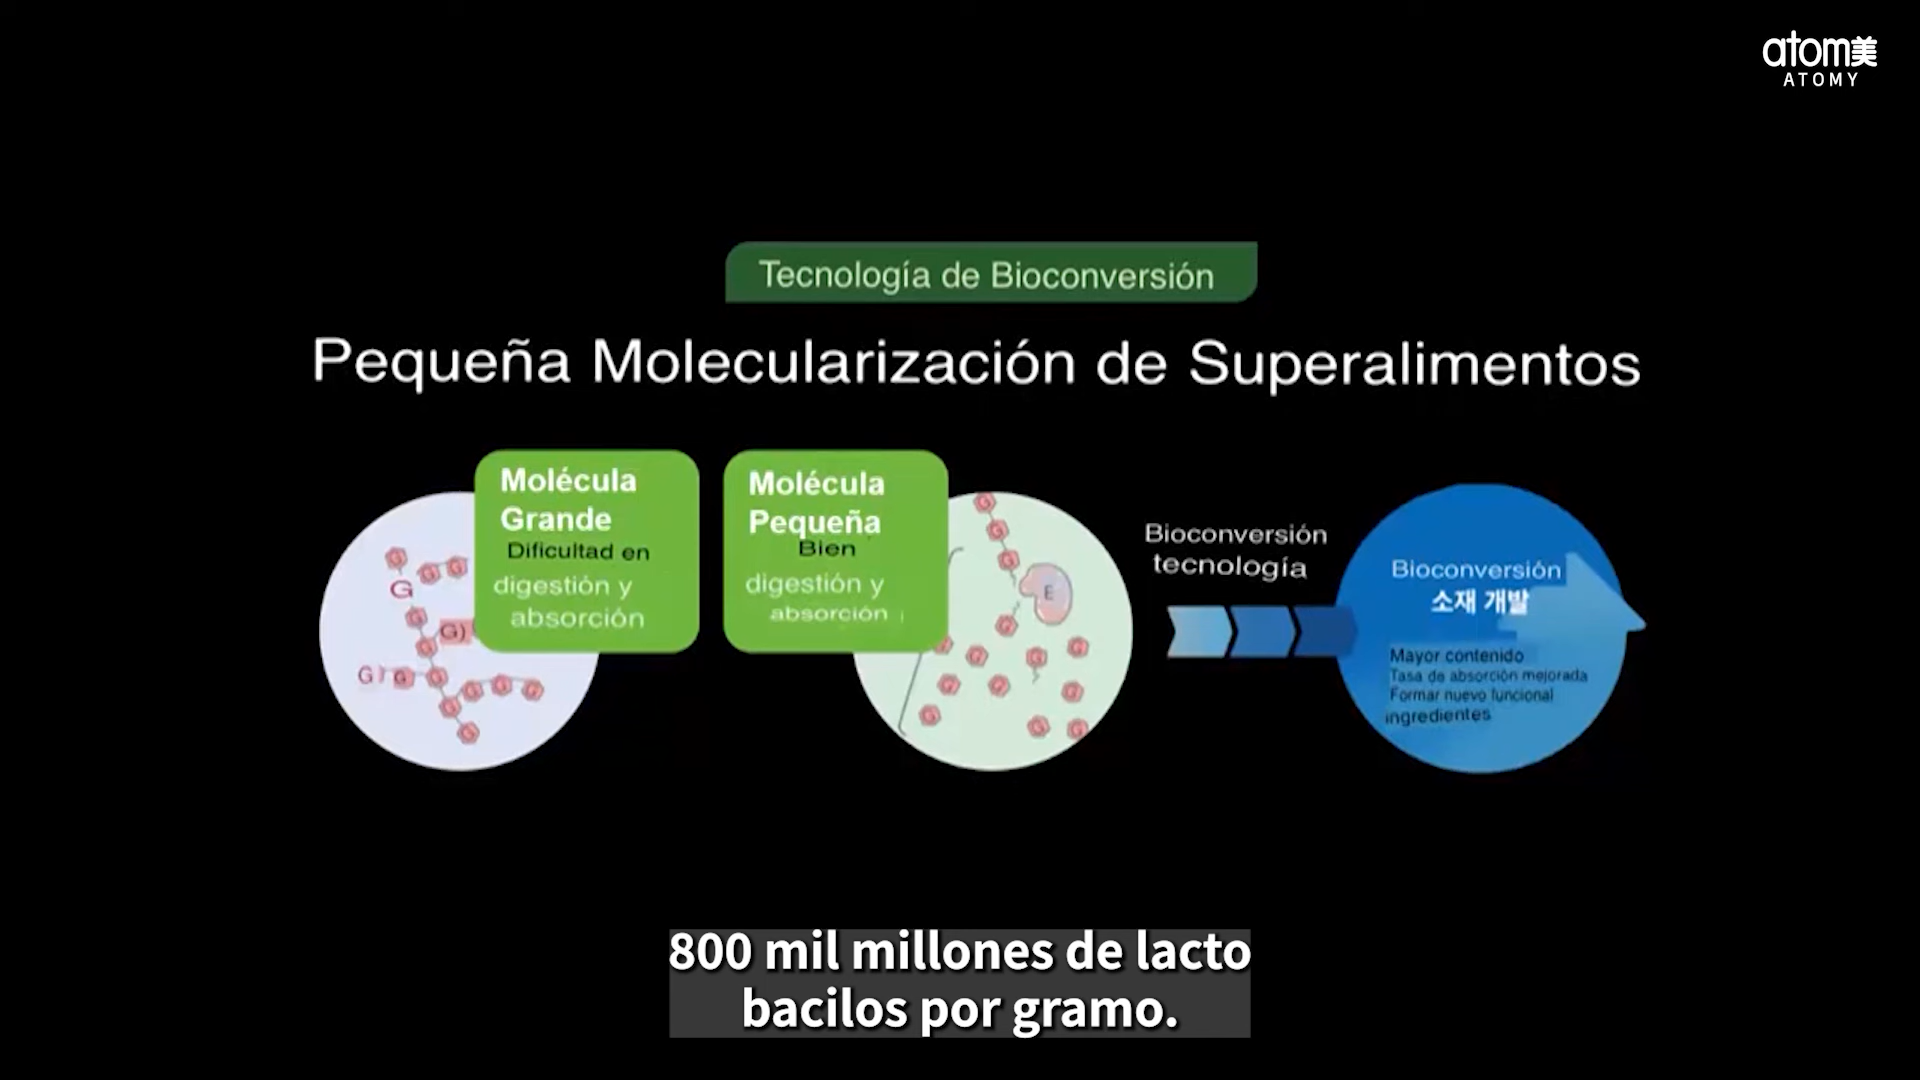 atom美
ATOMY
Tecnología de Bioconversión
Pequeña Molecularización de Superalimentos
Molécula
Grande
Dificultad en
digestión y
absorción
Molécula
Pequeña
Bien
digestión y
absorción
G
G G
G
G
G)
G
G) G G
G G G
G
G
G
G
G
E
G
G
G
G
G
G
G
G
G
G
G
Bioconversión
tecnología
Bioconversión
소재 개발
Mayor contenido
Tasa de absorción mejorada
Formar nuevo funcional
ingredientes
800 mil millones de lacto
bacilos por gramo.